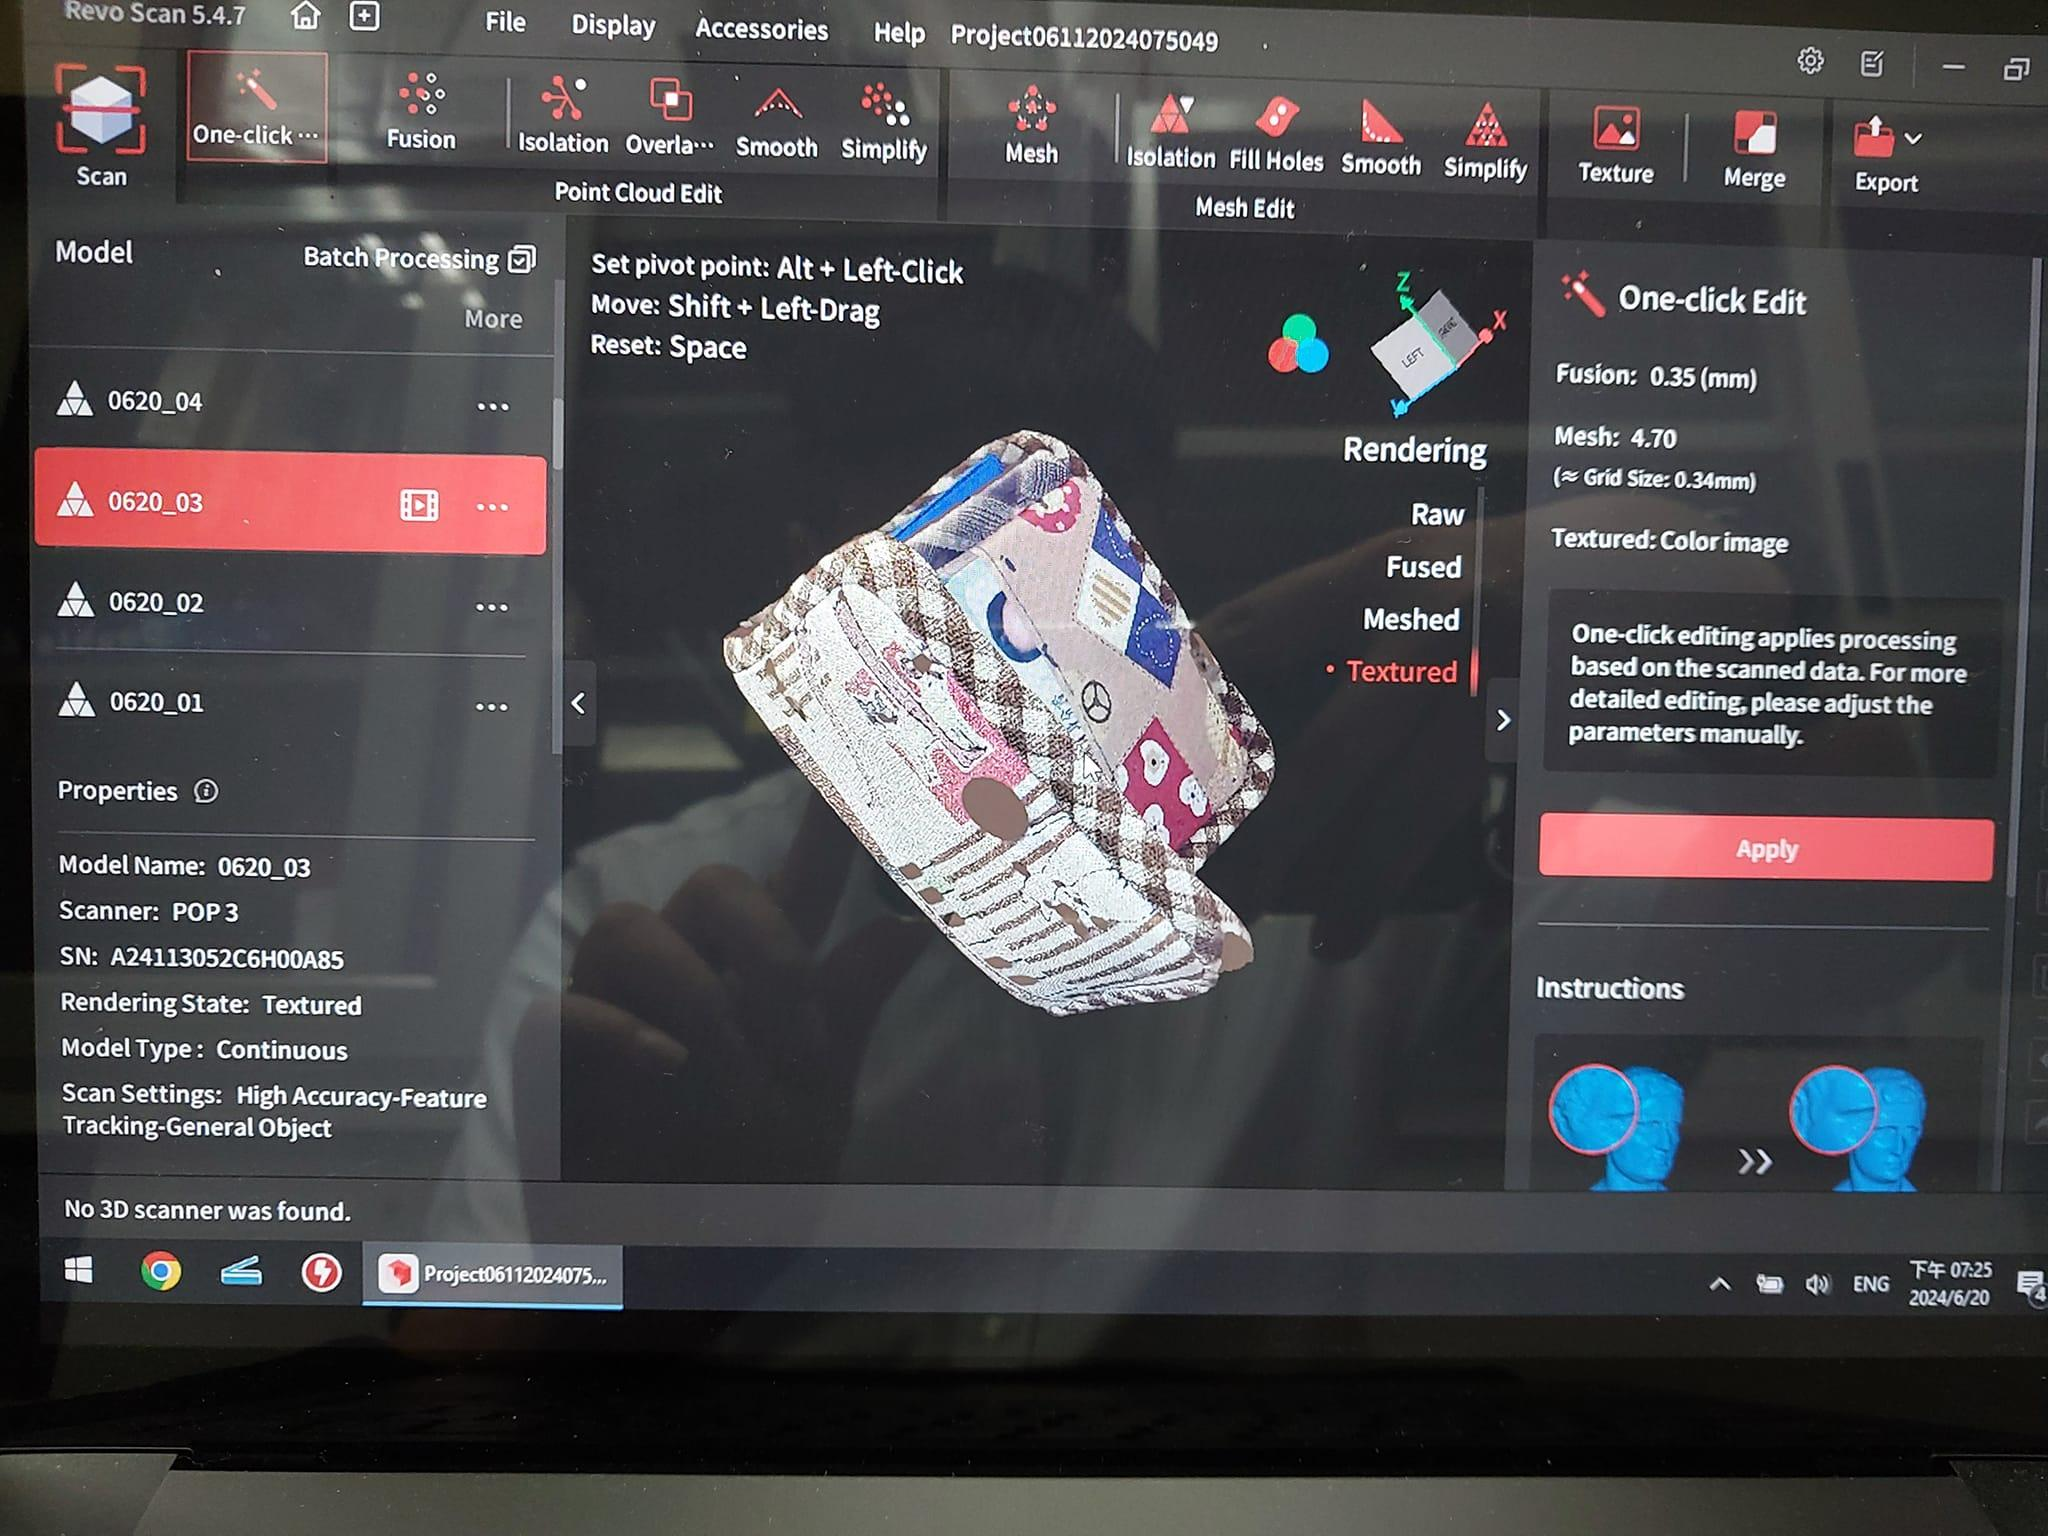 Revo Scan 5.4.7
File Display Accessories Help Project06112024075049
Scan
One-click ...
Fusion
Isolation Overla... Smooth Simplify
Point Cloud Edit
Mesh
Isolation Fill Holes Smooth Simplify
Mesh Edit
Texture
Merge
Export
Model
Batch Processing
More
0620_04
0620_03
0620_02
0620_01
Properties
Model Name: 0620_03
Scanner: POP 3
SN: A24113052C6H00A85
Rendering State: Textured
Model Type : Continuous
Scan Settings: High Accuracy-Feature
Tracking-General Object
Set pivot point: Alt + Left-Click
Move: Shift + Left-Drag
Reset: Space
Z
X
LEFT
Rendering
Raw
Fused
Meshed
• Textured
One-click Edit
Fusion: 0.35 (mm)
Mesh: 4.70
(≈ Grid Size: 0.34mm)
Textured: Color image
One-click editing applies processing
based on the scanned data. For more
detailed editing, please adjust the
parameters manually.
Apply
Instructions
No 3D scanner was found.
Project06112024075...
ENG
下午 07:25
2024/6/20
4